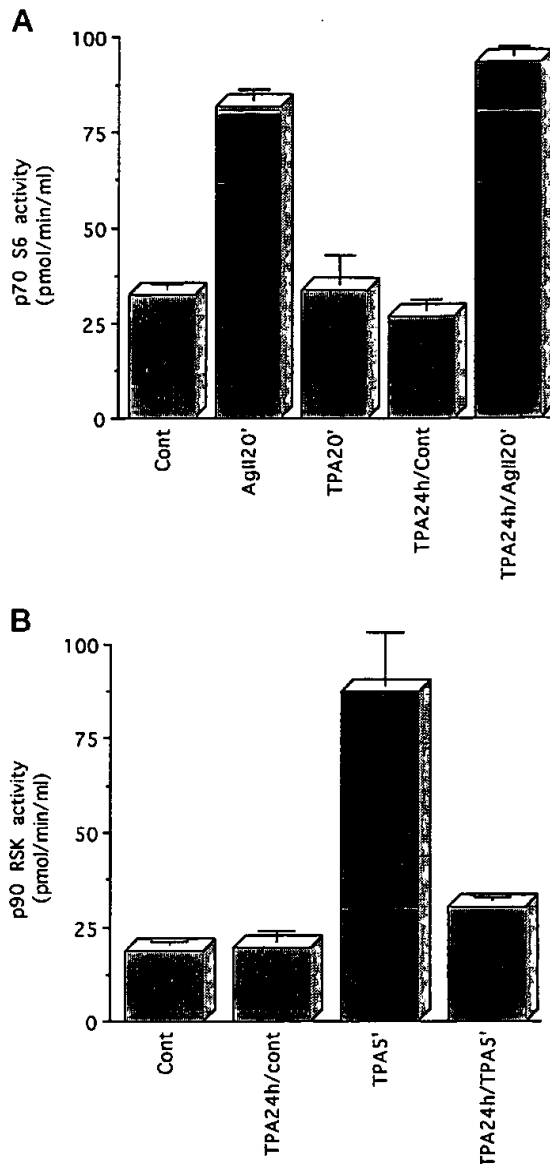 A
p70 S6 activity
(pmol/min/ml)
100
75
50
25
0
Cont
AgII20'
TPA20'
TPA24h/Cont
TPA24h/AgII20'
B
p90 RSK activity
(pmol/min/ml)
100
75
50
25
0
Cont
TPA24h/cont
TPA5'
TPA24h/TPA5'